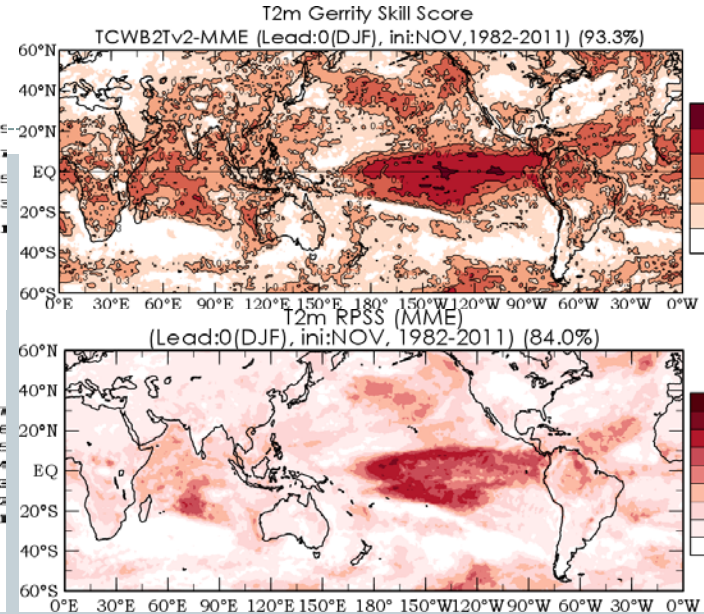 T2m Gerrity Skill Score
TCWB2Tv2-MME (Lead:0(DJF), ini:NOV,1982-2011) (93.3%)
60°N
40°N
20°N
EQ
20°S
40°S
60°S
0°E 30°E 60°E 90°E 120°E 150°E 180° 150°W 120°W 90°W 60°W 30°W 0°W
T2m RPSS (MME)
(Lead:0(DJF), ini:NOV, 1982-2011) (84.0%)
60°N
40°N
20°N
EQ
20°S
40°S
60°S
0°E 30°E 60°E 90°E 120°E 150°E 180° 150°W 120°W 90°W 60°W 30°W 0°W